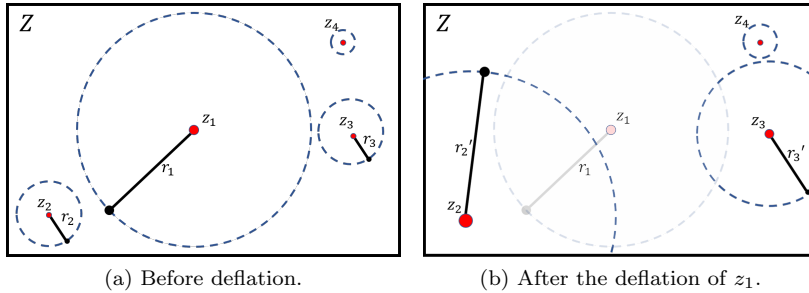 Z
z₄
z₁
z₃
r₃
r₁
z₂
r₂
(a) Before deflation.
Z
z₄
z₁
z₃
r₂'
r₁
r₃'
z₂
(b) After the deflation of z₁.